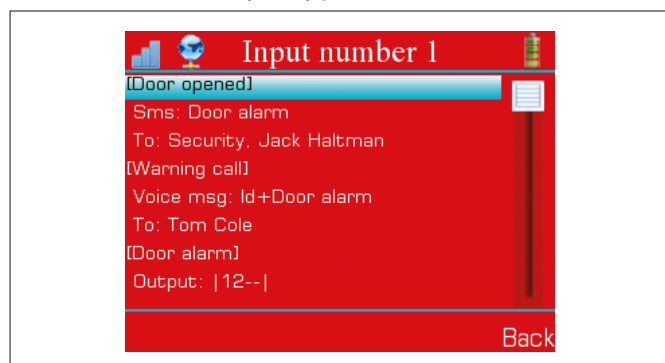 Input number 1
[Door opened]
Sms: Door alarm
To: Security, Jack Haltman
[Warning call]
Voice msg: Id+Door alarm
To: Tom Cole
[Door alarm]
Output: |12--|
Back